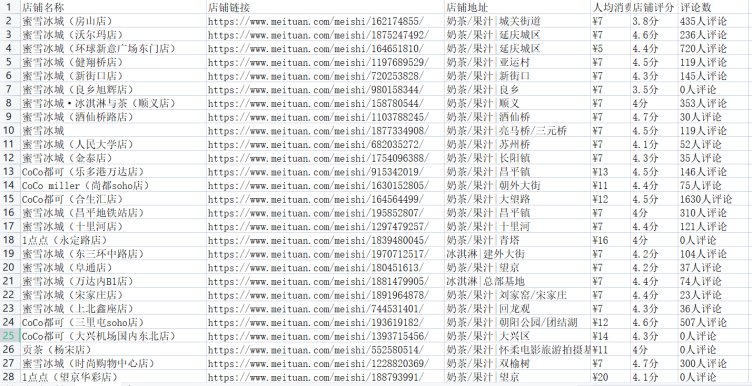 1 店铺名称 店铺链接 店铺地址 人均消费 店铺评分 评论数
2 蜜雪冰城（房山店） https://www.meituan.com/meishi/162174855/ 奶茶/果汁│城关街道 ¥7 3.8分 435人评论
3 蜜雪冰城（沃尔玛店） https://www.meituan.com/meishi/1875247492/ 奶茶/果汁│延庆城区 ¥7 4.6分 236人评论
4 蜜雪冰城（环球新意广场东门店） https://www.meituan.com/meishi/164651810/ 奶茶/果汁│延庆城区 ¥5 4.4分 720人评论
5 蜜雪冰城（健翔桥店） https://www.meituan.com/meishi/1197689529/ 奶茶/果汁│亚运村 ¥7 4.5分 119人评论
6 蜜雪冰城（新街口店） https://www.meituan.com/meishi/720253828/ 奶茶/果汁│新街口 ¥7 4.3分 145人评论
7 蜜雪冰城（良乡旭辉店） https://www.meituan.com/meishi/980158344/ 奶茶/果汁│良乡 ¥7 3.5分 0人评论
8 蜜雪冰城•冰淇淋与茶（顺义店） https://www.meituan.com/meishi/158780544/ 奶茶/果汁│顺义 ¥7 4分 353人评论
9 蜜雪冰城（酒仙桥路店） https://www.meituan.com/meishi/1103788245/ 奶茶/果汁│酒仙桥 ¥7 4.7分 30人评论
10 蜜雪冰城 https://www.meituan.com/meishi/1877334908/ 奶茶/果汁│亮马桥/三元桥 ¥7 4.5分 119人评论
11 蜜雪冰城（人民大学店） https://www.meituan.com/meishi/682035272/ 奶茶/果汁│苏州桥 ¥7 4.1分 52人评论
12 蜜雪冰城（金泰店） https://www.meituan.com/meishi/1754096388/ 奶茶/果汁│长阳镇 ¥7 4.3分 35人评论
13 CoCo都可（乐多港万达店） https://www.meituan.com/meishi/915342019/ 奶茶/果汁│昌平镇 ¥13 4.5分 146人评论
14 CoCo miller（尚都soho店） https://www.meituan.com/meishi/1630152805/ 奶茶/果汁│朝外大街 ¥11 4.4分 75人评论
15 CoCo都可（合生汇店） https://www.meituan.com/meishi/164564499/ 奶茶/果汁│大望路 ¥12 4.5分 1630人评论
16 蜜雪冰城（昌平地铁站店） https://www.meituan.com/meishi/195852807/ 奶茶/果汁│昌平镇 ¥7 4分 310人评论
17 蜜雪冰城（十里河店） https://www.meituan.com/meishi/1297479257/ 奶茶/果汁│十里河 ¥7 4.4分 121人评论
18 1点点（永定路店） https://www.meituan.com/meishi/1839480045/ 奶茶/果汁│青塔 ¥16 4分 0人评论
19 蜜雪冰城（东三环中路店） https://www.meituan.com/meishi/1970712517/ 冰淇淋│建外大街 ¥7 4.2分 104人评论
20 蜜雪冰城（阜通店） https://www.meituan.com/meishi/180451613/ 奶茶/果汁│望京 ¥7 4.2分 37人评论
21 蜜雪冰城（万达内B1店） https://www.meituan.com/meishi/1881479905/ 冰淇淋│总部基地 ¥7 4.4分 74人评论
22 蜜雪冰城（宋家庄店） https://www.meituan.com/meishi/1891964878/ 奶茶/果汁│刘家窑/宋家庄 ¥7 4.4分 23人评论
23 蜜雪冰城（上北鑫座店） https://www.meituan.com/meishi/744531401/ 奶茶/果汁│回龙观 ¥7 4.3分 36人评论
24 CoCo都可（三里屯soho店） https://www.meituan.com/meishi/193619182/ 奶茶/果汁│朝阳公园/团结湖 ¥12 4.6分 507人评论
25 CoCo都可（大兴机场国内东北店） https://www.meituan.com/meishi/1393715456/ 奶茶/果汁│大兴区 ¥14 4.3分 0人评论
26 贡茶（杨宋店） https://www.meituan.com/meishi/552580514/ 奶茶/果汁│怀柔电影旅游拍摄基 ¥11 4分 0人评论
27 蜜雪冰城（时尚购物中心店） https://www.meituan.com/meishi/1228820369/ 奶茶/果汁│双榆树 ¥7 4.7分 300人评论
28 1点点（望京华彩店） https://www.meituan.com/meishi/188793991/ 奶茶/果汁│望京 ¥20 4.1分 0人评论